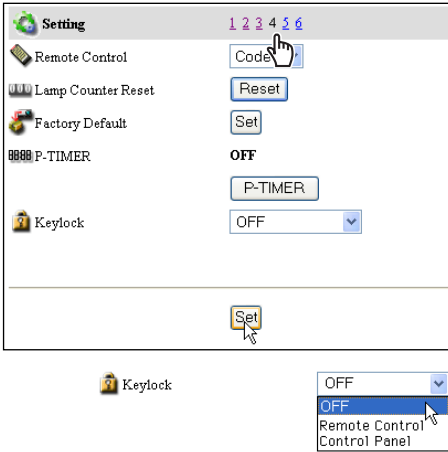 Setting 1 2 3 4 5 6
Remote Control Code
Lamp Counter Reset Reset
Factory Default Set
P-TIMER OFF
P-TIMER
Keylock OFF
Set
Keylock OFF
OFF
Remote Control
Control Panel